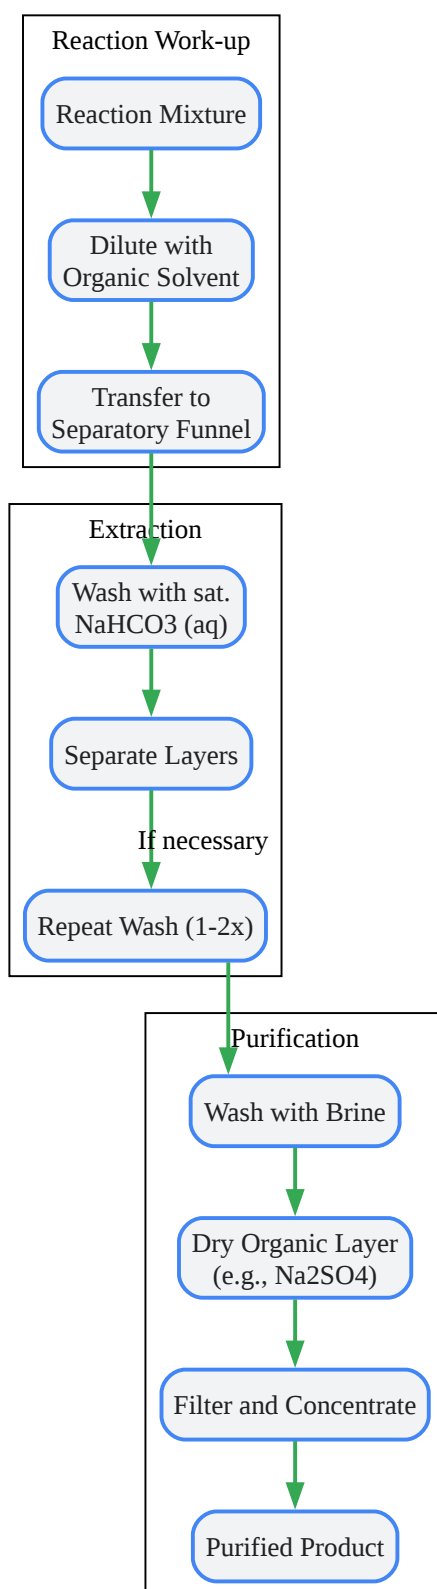 Reaction Work-up
Reaction Mixture
Dilute with
Organic Solvent
Transfer to
Separatory Funnel
Extraction
Wash with sat.
NaHCO3 (aq)
Separate Layers
If necessary
Repeat Wash (1-2x)
Purification
Wash with Brine
Dry Organic Layer
(e.g., Na2SO4)
Filter and Concentrate
Purified Product